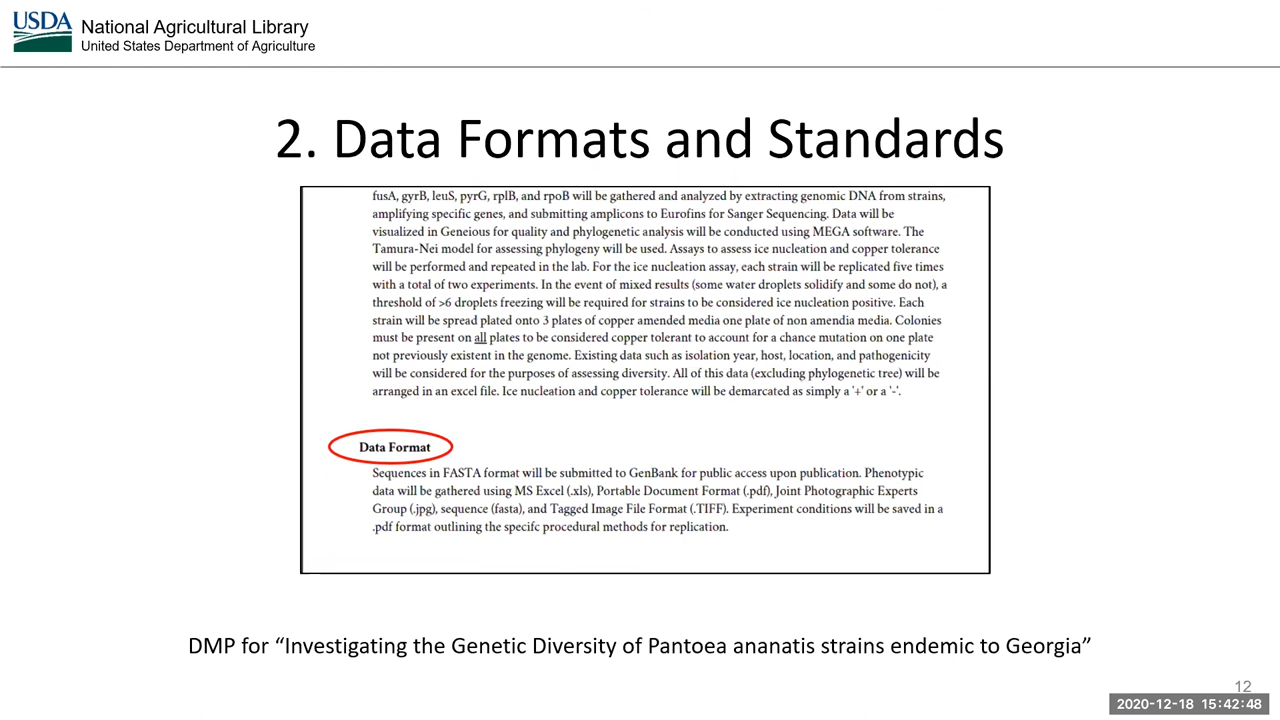 USDA
National Agricultural Library
United States Department of Agriculture
2. Data Formats and Standards
fusA, gyrB, leuS, pyrG, rplB, and rpoB will be gathered and analyzed by extracting genomic DNA from strains,
amplifying specific genes, and submitting amplicons to Eurofins for Sanger Sequencing. Data will be
visualized in Geneious for quality and phylogenetic analysis will be conducted using MEGA software. The
Tamura-Nei model for assessing phylogeny will be used. Assays to assess ice nucleation and copper tolerance
will be performed and repeated in the lab. For the ice nucleation assay, each strain will be replicated five times
with a total of two experiments. In the event of mixed results (some water droplets solidify and some do not), a
threshold of >6 droplets freezing will be required for strains to be considered ice nucleation positive. Each
strain will be spread plated onto 3 plates of copper amended media one plate of non amendia media. Colonies
must be present on all plates to be considered copper tolerant to account for a chance mutation on one plate
not previously existent in the genome. Existing data such as isolation year, host, location, and pathogenicity
will be considered for the purposes of assessing diversity. All of this data (excluding phylogenetic tree) will be
arranged in an excel file. Ice nucleation and copper tolerance will be demarcated as simply a '+' or a '-'.
Data Format
Sequences in FASTA format will be submitted to GenBank for public access upon publication. Phenotypic
data will be gathered using MS Excel (.xls), Portable Document Format (.pdf), Joint Photographic Experts
Group (.jpg), sequence (fasta), and Tagged Image File Format (.TIFF). Experiment conditions will be saved in a
.pdf format outlining the specifc procedural methods for replication.
DMP for “Investigating the Genetic Diversity of Pantoea ananatis strains endemic to Georgia”
12
2020-12-18 15:42:48